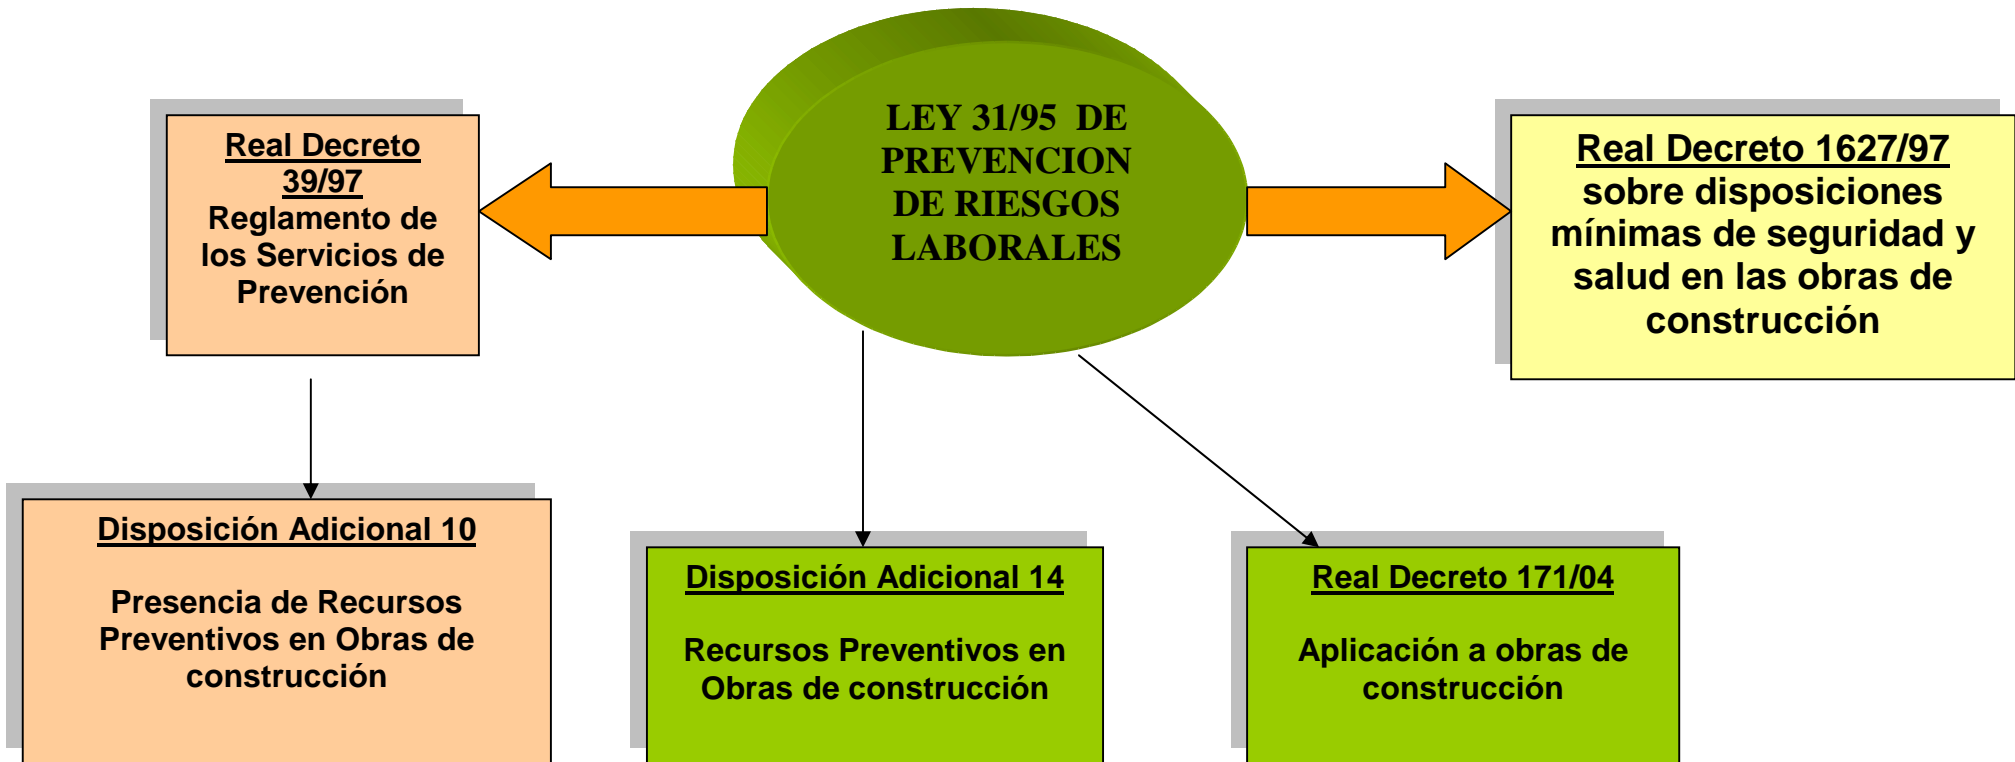 LEY 31/95 DE
PREVENCION
DE RIESGOS
LABORALES
Real Decreto
39/97
Reglamento de
los Servicios de
Prevención
Real Decreto 1627/97
sobre disposiciones
mínimas de seguridad y
salud en las obras de
construcción
Disposición Adicional 10
Presencia de Recursos
Preventivos en Obras de
construcción
Disposición Adicional 14
Recursos Preventivos en
Obras de construcción
Real Decreto 171/04
Aplicación a obras de
construcción